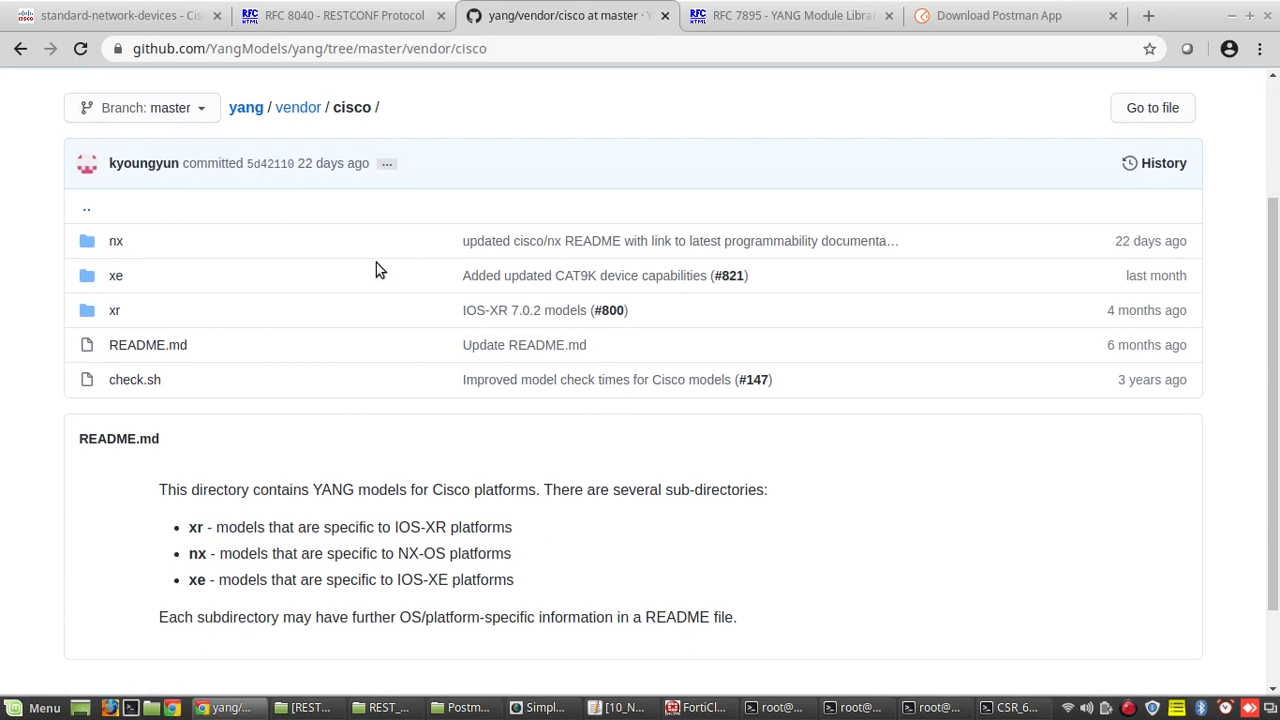 standard-network-devices - Ci
RFC 8040 - RESTCONF Protocol
yang/vendor/cisco at master · Y
RFC 7895 - YANG Module Libra
Download Postman App
github.com/YangModels/yang/tree/master/vendor/cisco
Branch: master
yang / vendor / cisco /
Go to file
kyoungyun committed 5d42110 22 days ago ...
History
..
nx updated cisco/nx README with link to latest programmability documenta… 22 days ago
xe Added updated CAT9K device capabilities (#821) last month
xr IOS-XR 7.0.2 models (#800) 4 months ago
README.md Update README.md 6 months ago
check.sh Improved model check times for Cisco models (#147) 3 years ago
README.md
This directory contains YANG models for Cisco platforms. There are several sub-directories:
• xr - models that are specific to IOS-XR platforms
• nx - models that are specific to NX-OS platforms
• xe - models that are specific to IOS-XE platforms
Each subdirectory may have further OS/platform-specific information in a README file.
Menu yang/... [REST... REST_... Postm... Simpl... [10_N... FortiCl... root@... root@... root@... CSR_6...